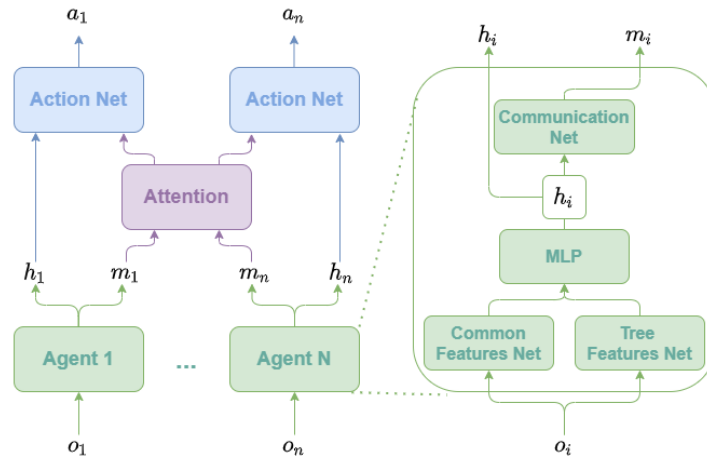 a₁
aₙ
Action Net
Action Net
Attention
h₁
m₁
mₙ
hₙ
Agent 1
...
Agent N
o₁
oₙ
hᵢ
mᵢ
Communication
Net
hᵢ
MLP
Common
Features Net
Tree
Features Net
oᵢ